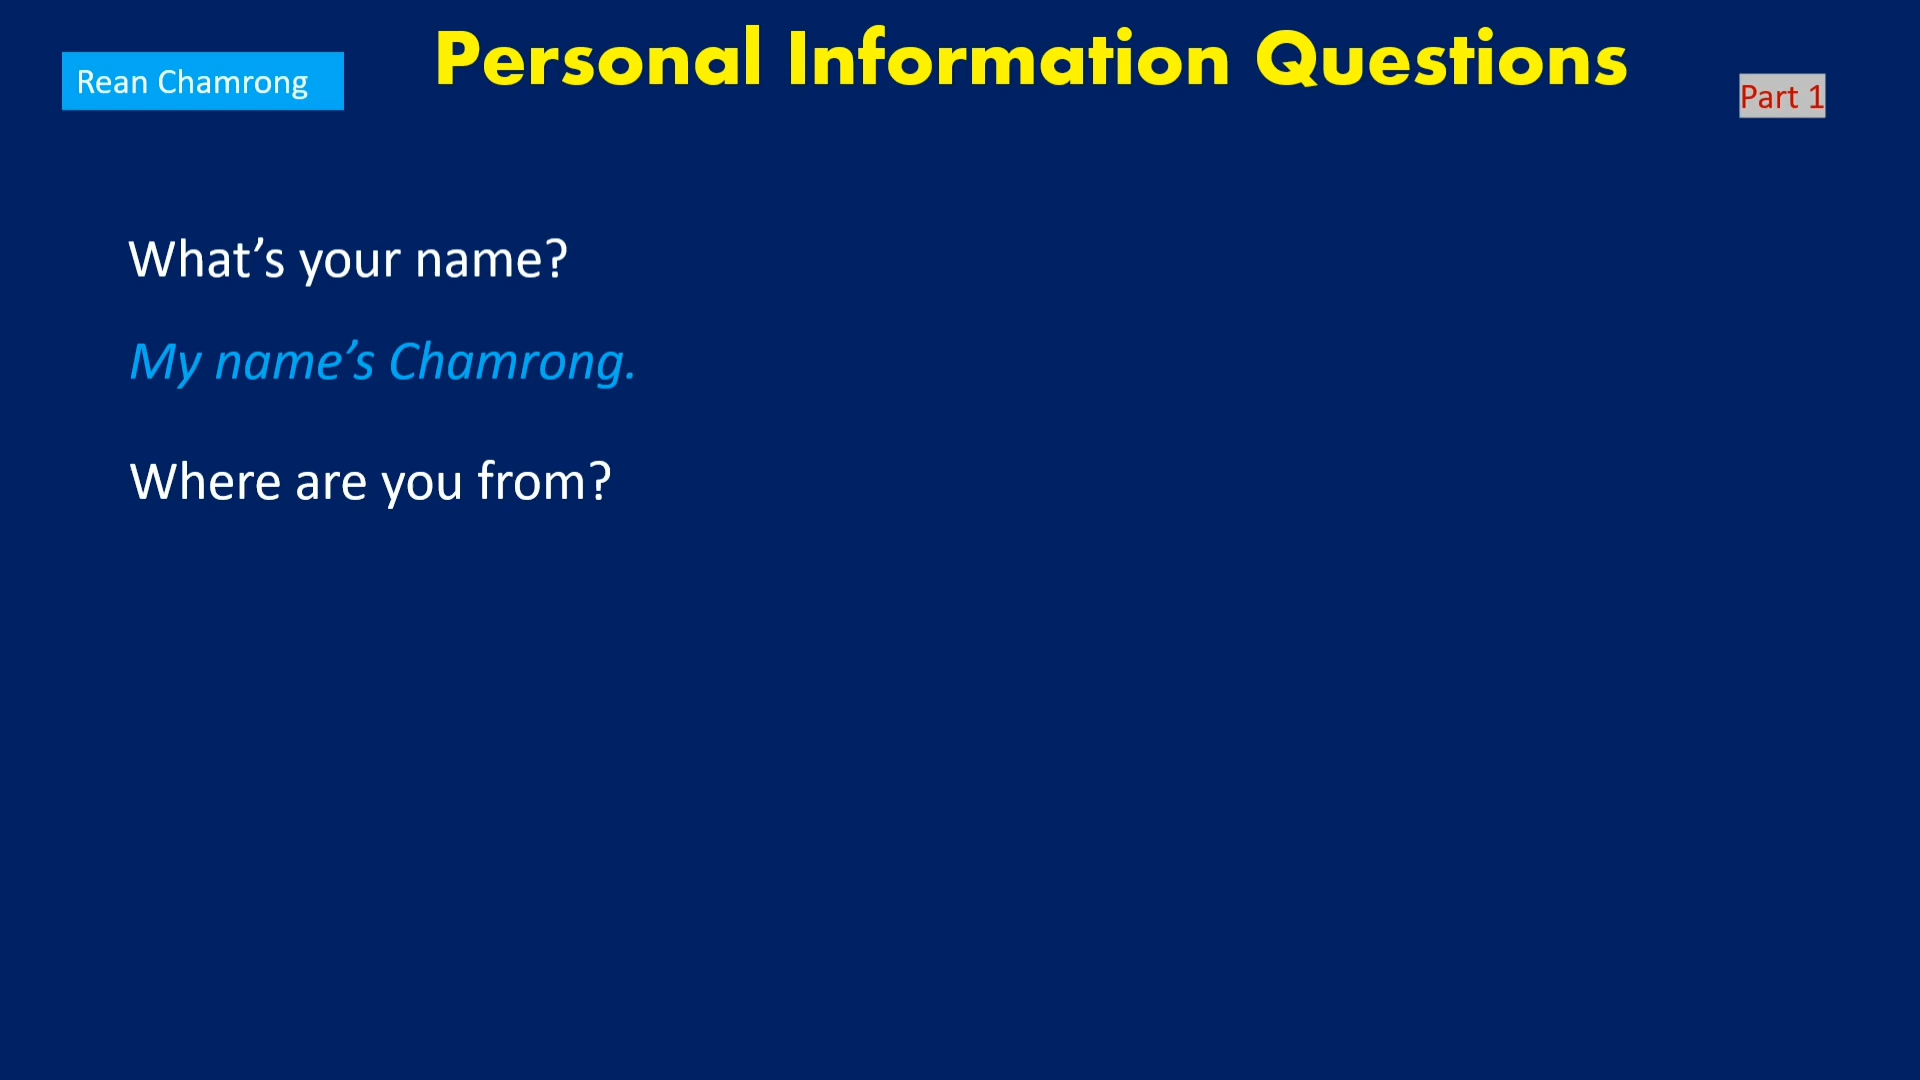 Personal Information Questions
Rean Chamrong
Part 1
What’s your name?
My name’s Chamrong.
Where are you from?